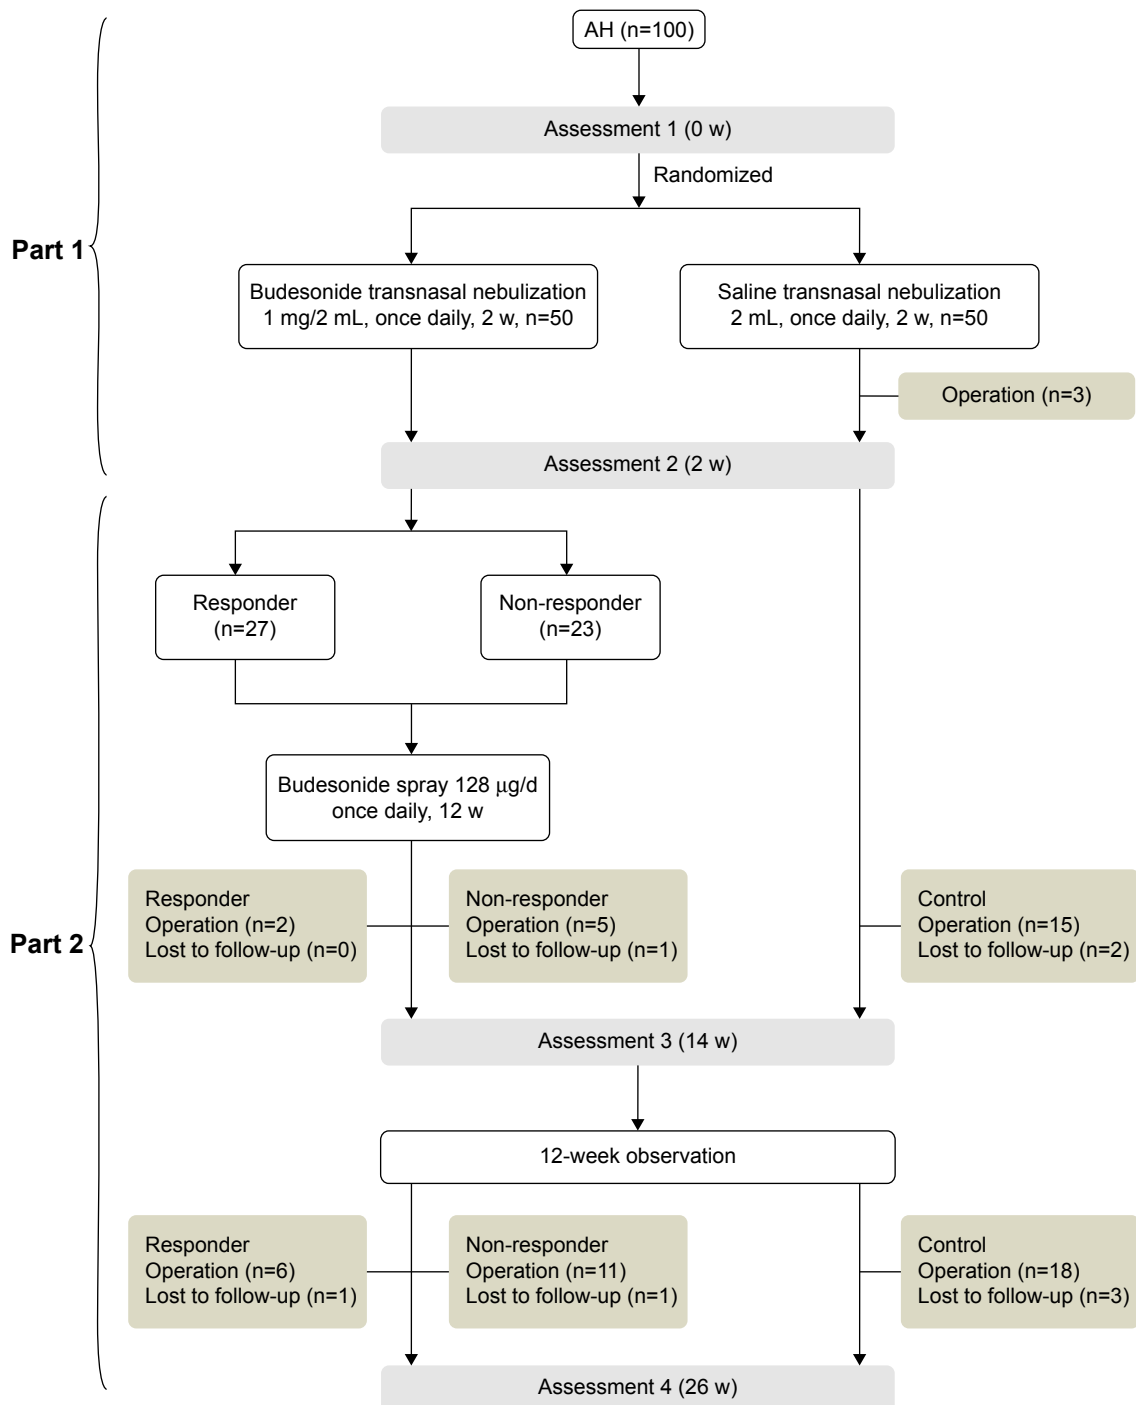 AH (n=100)
Assessment 1 (0 w)
Randomized
Part 1
Budesonide transnasal nebulization
1 mg/2 mL, once daily, 2 w, n=50
Saline transnasal nebulization
2 mL, once daily, 2 w, n=50
Operation (n=3)
Assessment 2 (2 w)
Responder
(n=27)
Non-responder
(n=23)
Budesonide spray 128 µg/d
once daily, 12 w
Part 2
Responder
Operation (n=2)
Lost to follow-up (n=0)
Non-responder
Operation (n=5)
Lost to follow-up (n=1)
Control
Operation (n=15)
Lost to follow-up (n=2)
Assessment 3 (14 w)
12-week observation
Responder
Operation (n=6)
Lost to follow-up (n=1)
Non-responder
Operation (n=11)
Lost to follow-up (n=1)
Control
Operation (n=18)
Lost to follow-up (n=3)
Assessment 4 (26 w)